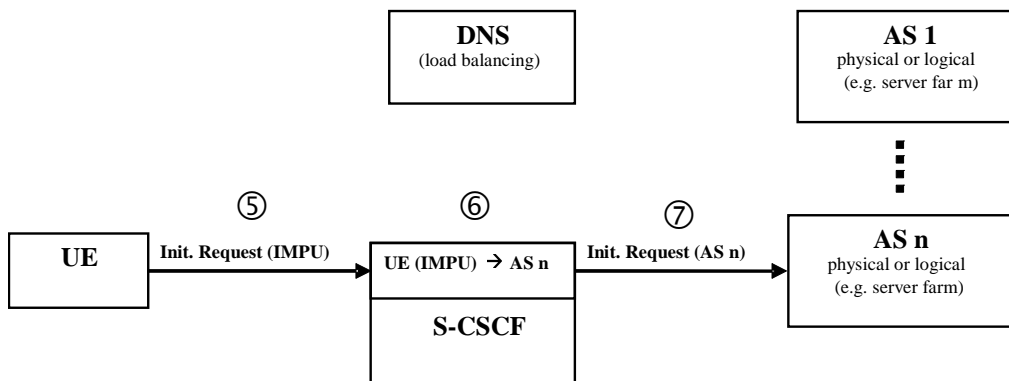 DNS
(load balancing)
AS 1
physical or logical
(e.g. server far m)
⑤
⑥
⑦
UE
Init. Request (IMPU)
UE (IMPU) → AS n
Init. Request (AS n)
AS n
physical or logical
(e.g. server farm)
S-CSCF